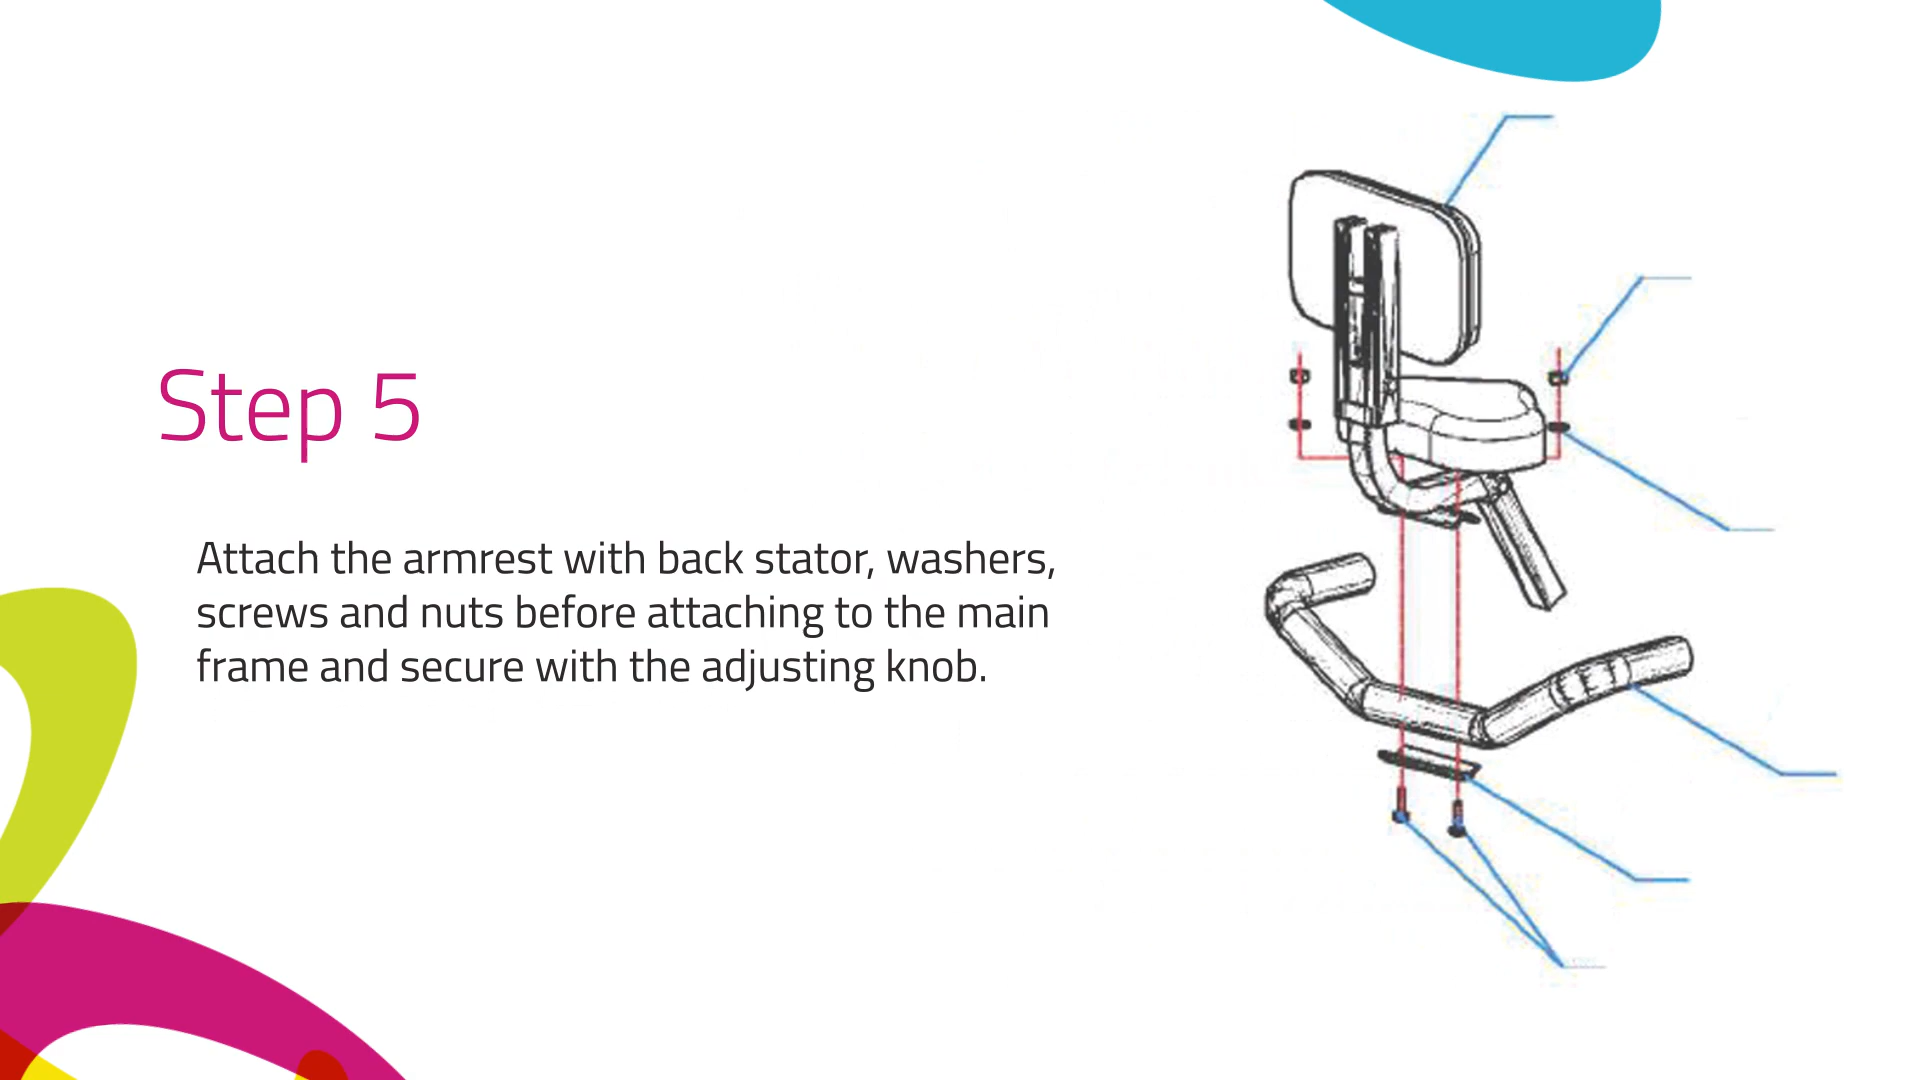 Step 5
Attach the armrest with back stator, washers,
screws and nuts before attaching to the main
frame and secure with the adjusting knob.